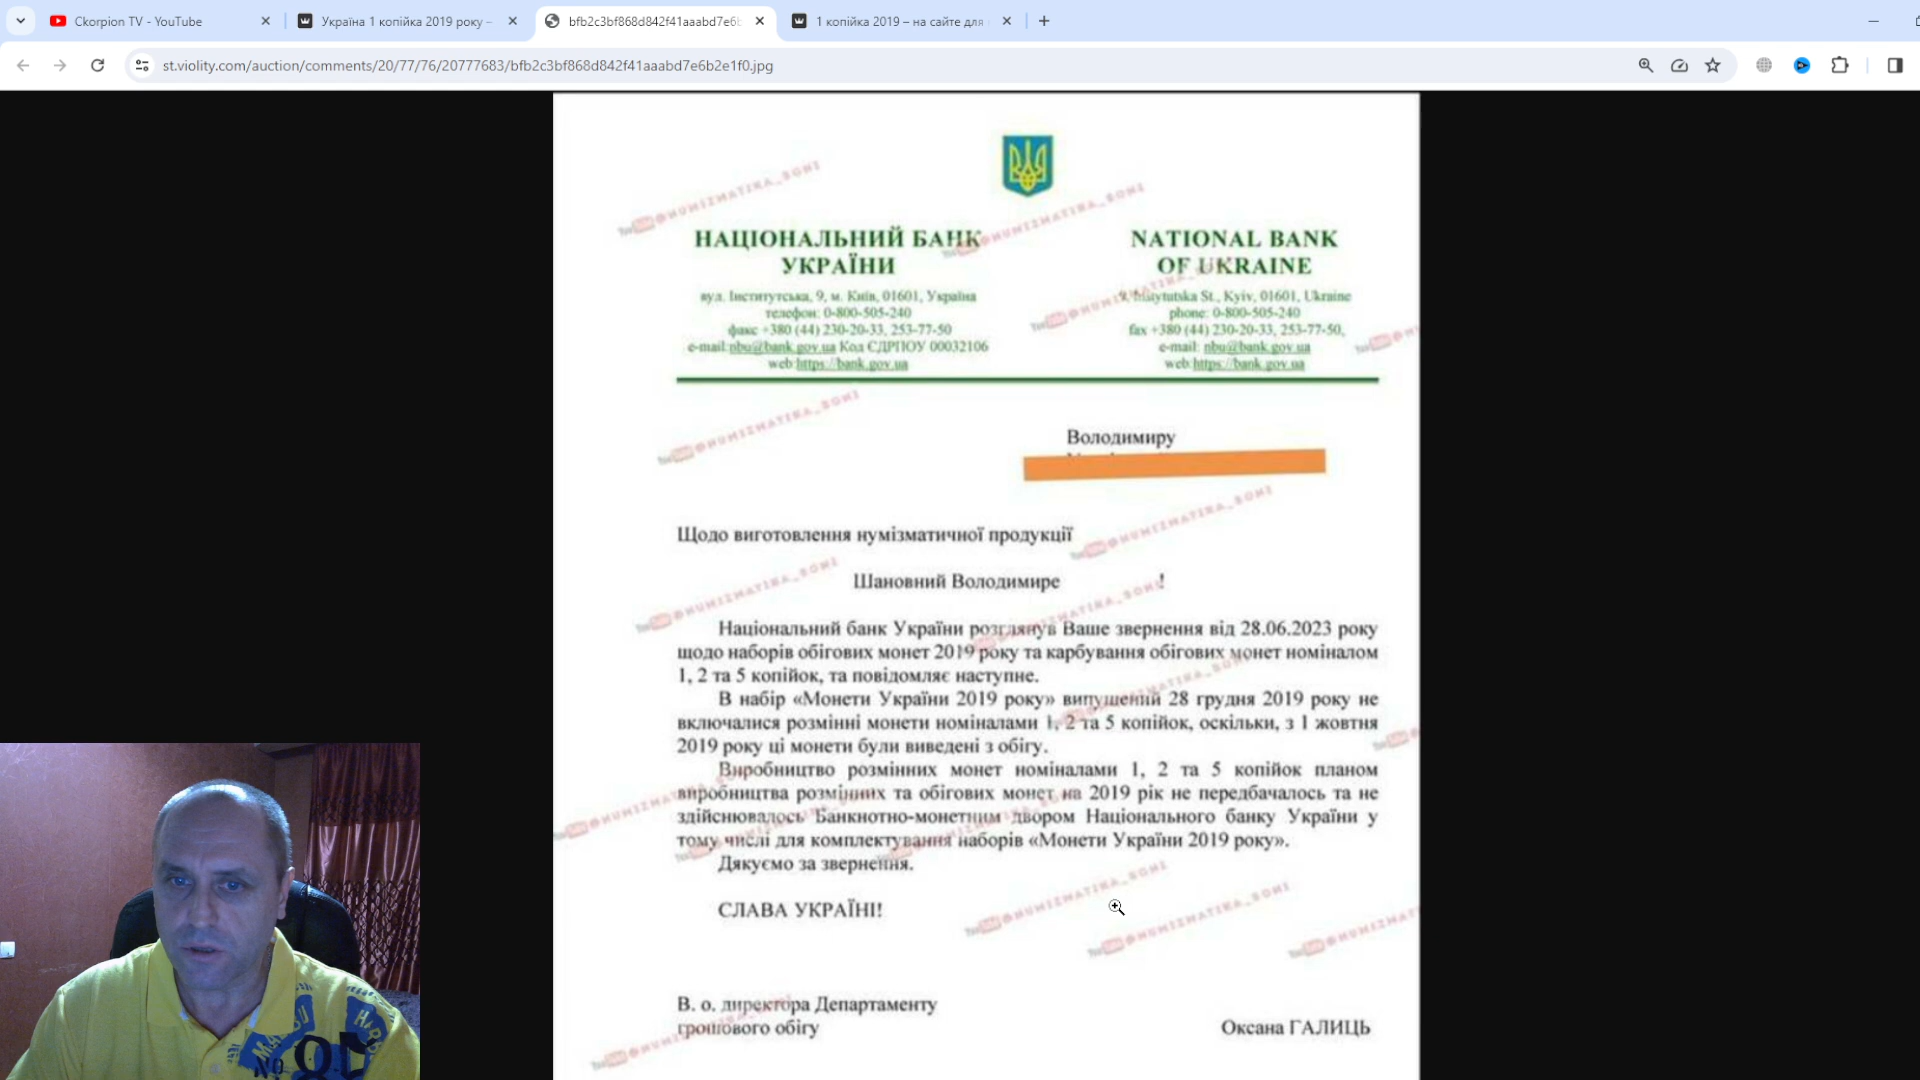 Ckorpion TV - YouTube
Україна 1 копійка 2019 року –
bfb2c3bf868d842f41aaabd7e6b
1 копійка 2019 – на сайте для
st.violity.com/auction/comments/20/77/76/20777683/bfb2c3bf868d842f41aaabd7e6b2e1f0.jpg
НАЦІОНАЛЬНИЙ БАНК
УКРАЇНИ
вул. Інститутська, 9, м. Київ, 01601, Україна
телефон: 0-800-505-240
факс +380 (44) 230-20-33, 253-77-50
e-mail:nbu@bank.gov.ua Код ЄДРПОУ 00032106
web:https://bank.gov.ua
NATIONAL BANK
OF UKRAINE
9, Instytutska St., Kyiv, 01601, Ukraine
phone: 0-800-505-240
fax +380 (44) 230-20-33, 253-77-50,
e-mail: nbu@bank.gov.ua
web:https://bank.gov.ua
Володимиру
Щодо виготовлення нумізматичної продукції
Шановний Володимире !
Національний банк України розглянув Ваше звернення від 28.06.2023 року
щодо наборів обігових монет 2019 року та карбування обігових монет номіналом
1, 2 та 5 копійок, та повідомляє наступне.
В набір «Монети України 2019 року» випущений 28 грудня 2019 року не
включалися розмінні монети номіналами 1, 2 та 5 копійок, оскільки, з 1 жовтня
2019 року ці монети були виведені з обігу.
Виробництво розмінних монет номіналами 1, 2 та 5 копійок планом
виробництва розмінних та обігових монет на 2019 рік не передбачалось та не
здійснювалось Банкнотно-монетним двором Національного банку України у
тому числі для комплектування наборів «Монети України 2019 року».
Дякуємо за звернення.
СЛАВА УКРАЇНІ!
В. о. директора Департаменту
грошового обігу
Оксана ГАЛИЦЬ
@NUMIZMATIKA_BONI